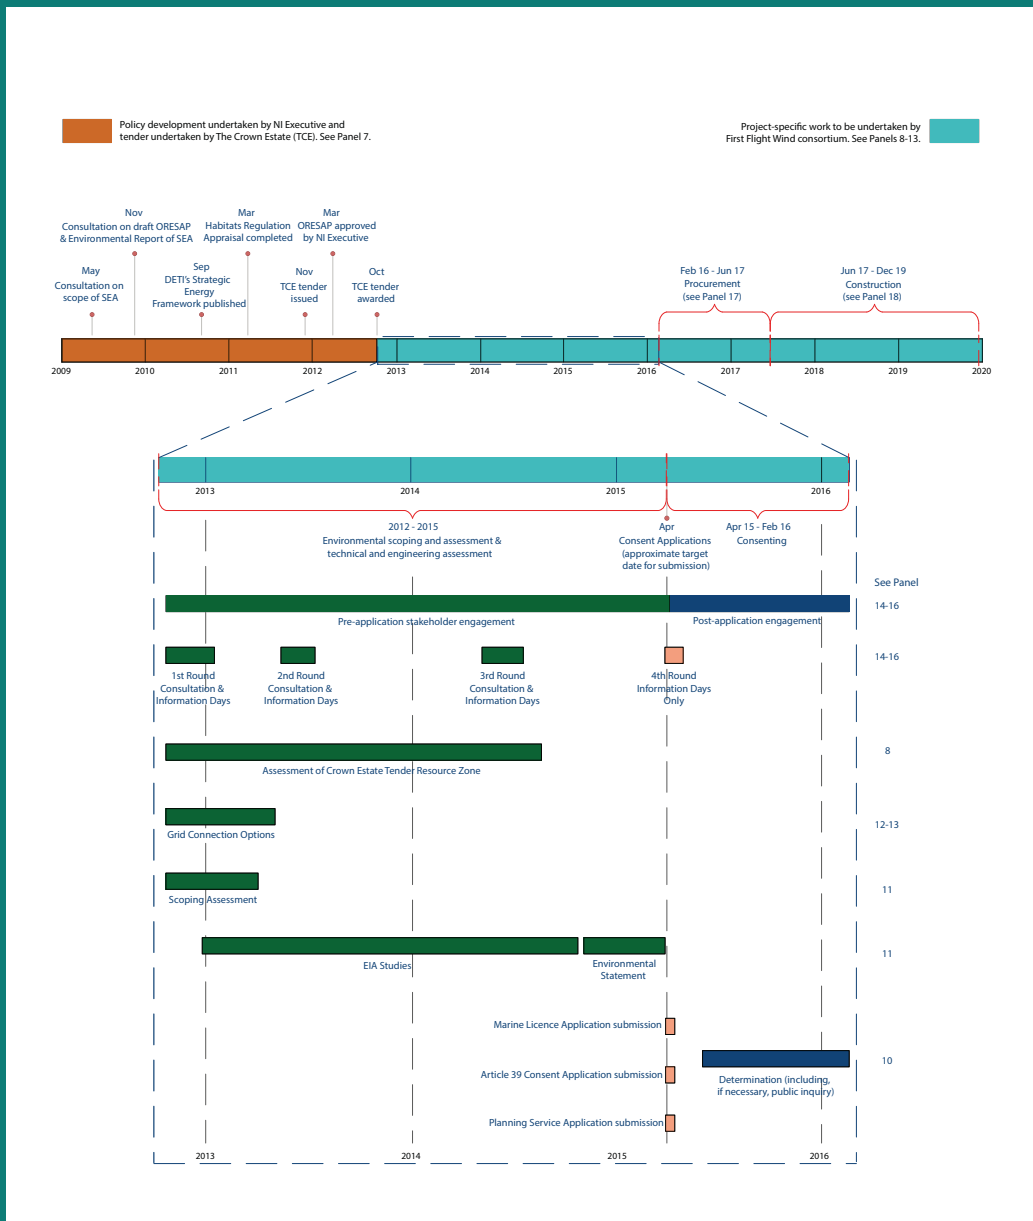 Policy development undertaken by NI Executive and
tender undertaken by The Crown Estate (TCE). See Panel 7.
Project-specific work to be undertaken by
First Flight Wind consortium. See Panels 8-13.
Nov
Consultation on draft ORESAP
& Environmental Report of SEA
Mar
Habitats Regulation
Appraisal completed
Mar
ORESAP approved
by NI Executive
May
Consultation on
scope of SEA
Sep
DETI's Strategic
Energy
Framework published
Nov
TCE tender
issued
Oct
TCE tender
awarded
Feb 16 - Jun 17
Procurement
(see Panel 17)
Jun 17 - Dec 19
Construction
(see Panel 18)
2009
2010
2011
2012
2013
2014
2015
2016
2017
2018
2019
2020
2013
2014
2015
2016
2012 - 2015
Environmental scoping and assessment &
technical and engineering assessment
Apr
Consent Applications
(approximate target
date for submission)
Apr 15 - Feb 16
Consenting
See Panel
14-16
Pre-application stakeholder engagement
Post-application engagement
14-16
1st Round
Consultation &
Information Days
2nd Round
Consultation &
Information Days
3rd Round
Consultation &
Information Days
4th Round
Information Days
Only
8
Assessment of Crown Estate Tender Resource Zone
12-13
Grid Connection Options
11
Scoping Assessment
11
EIA Studies
Environmental
Statement
Marine Licence Application submission
10
Article 39 Consent Application submission
Determination (including,
if necessary, public inquiry)
Planning Service Application submission
2013
2014
2015
2016